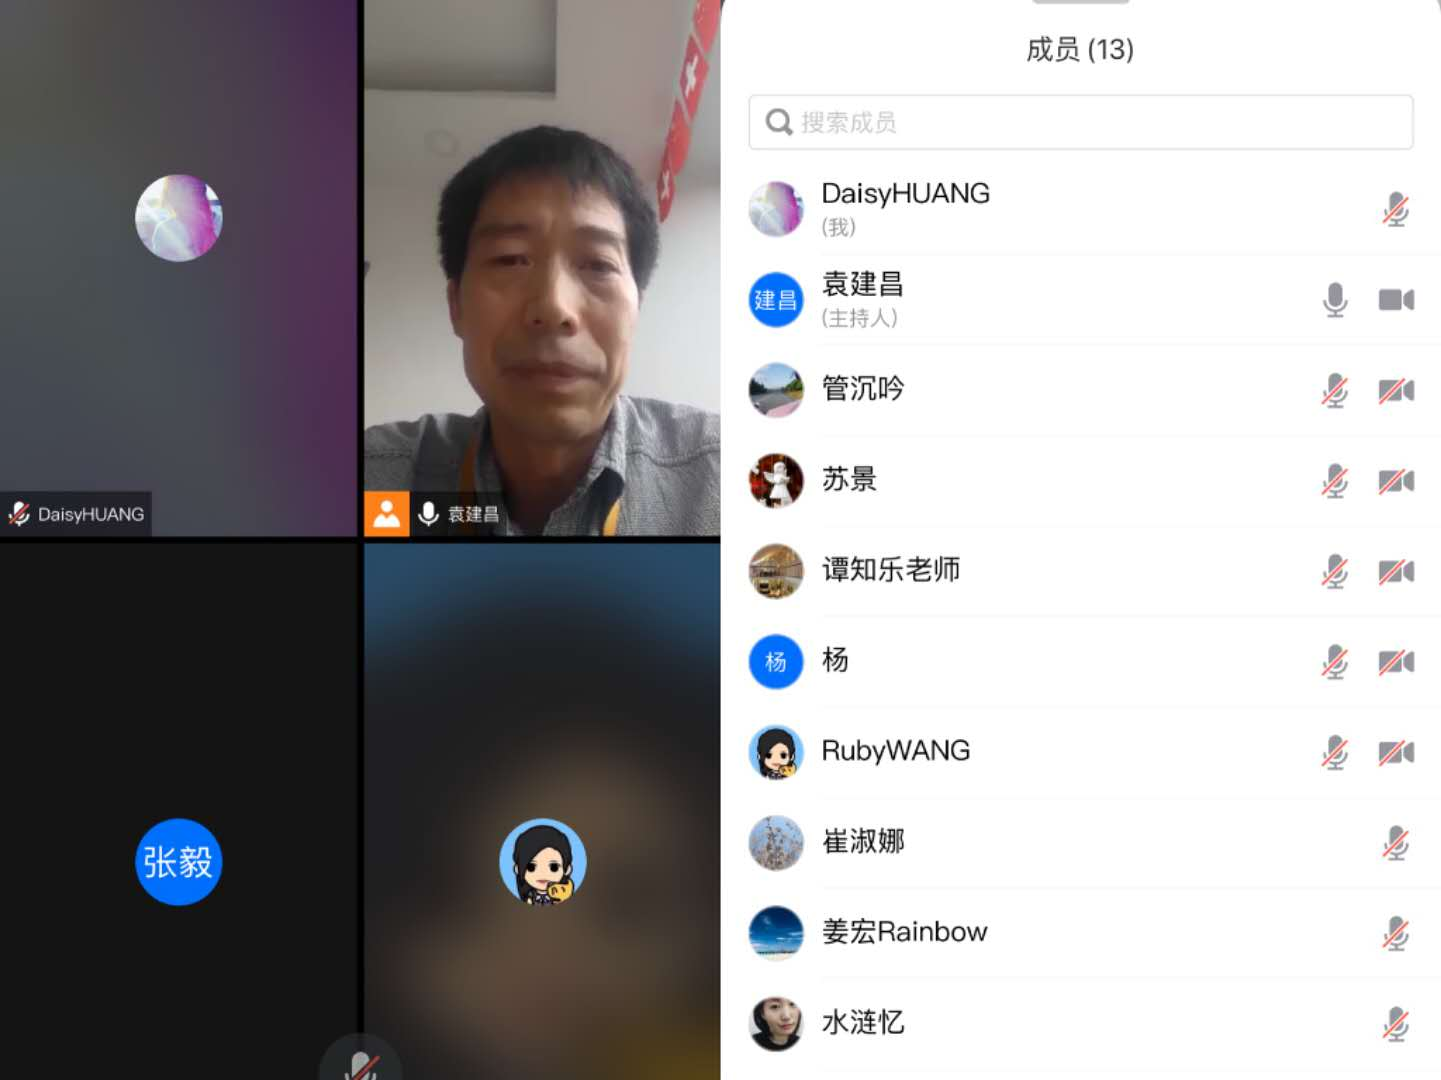 DaisyHUANG
袁建昌
张毅
成员 (13)
搜索成员
DaisyHUANG
(我)
建昌
袁建昌
(主持人)
管沉吟
苏景
谭知乐老师
杨
杨
RubyWANG
崔淑娜
姜宏Rainbow
水涟忆